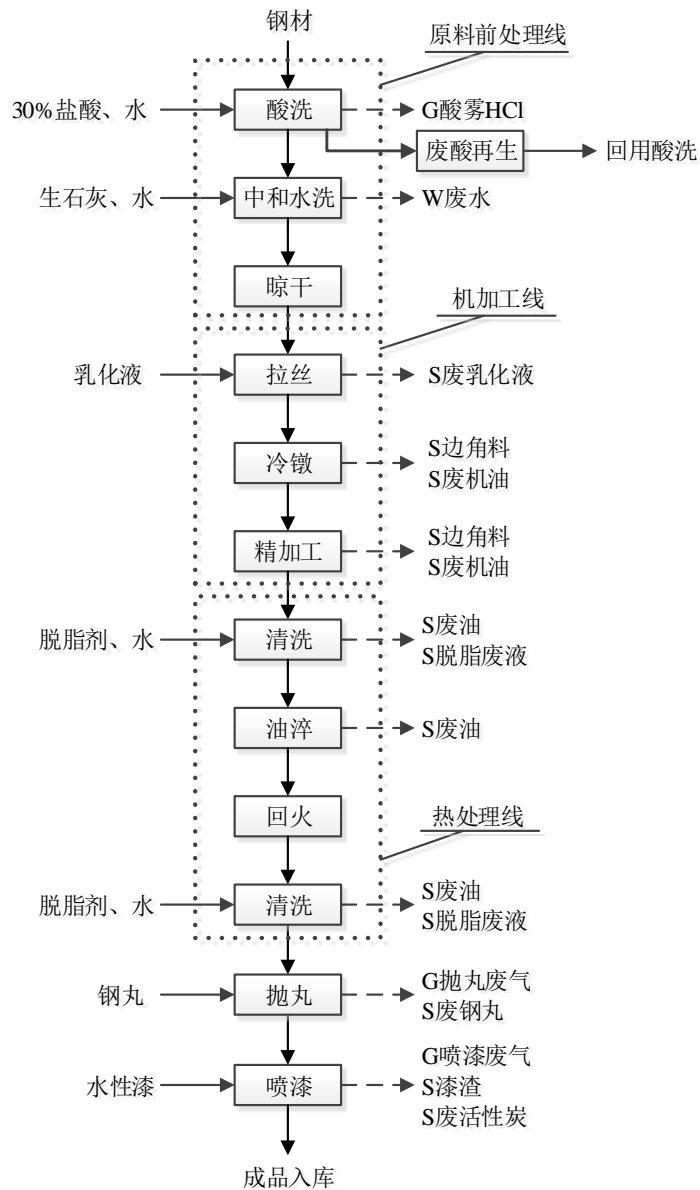 钢材
原料前处理线
30%盐酸、水
酸洗
G酸雾HCl
废酸再生
回用酸洗
生石灰、水
中和水洗
W废水
晾干
机加工线
乳化液
拉丝
S废乳化液
冷镦
S边角料
S废机油
精加工
S边角料
S废机油
脱脂剂、水
清洗
S废油
S脱脂废液
油淬
S废油
回火
热处理线
脱脂剂、水
清洗
S废油
S脱脂废液
钢丸
抛丸
G抛丸废气
S废钢丸
水性漆
喷漆
G喷漆废气
S漆渣
S废活性炭
成品入库